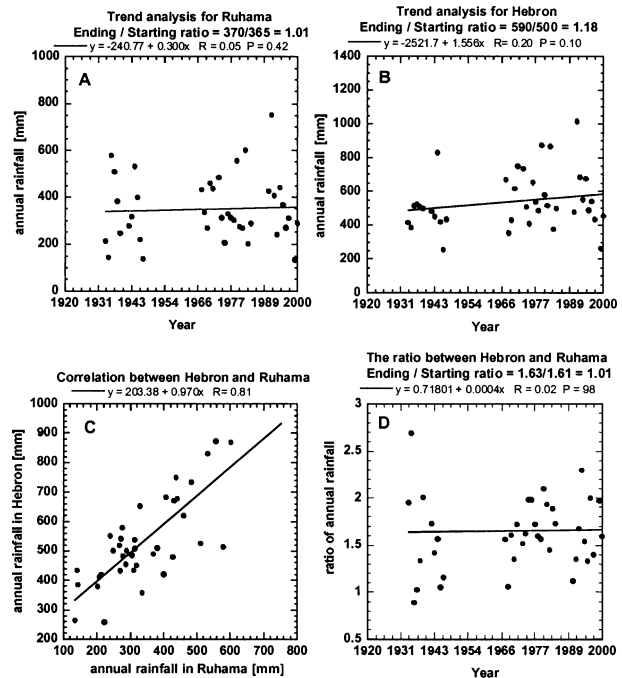 Trend analysis for Ruhama
Ending / Starting ratio = 370/365 = 1.01
y = -240.77 + 0.300x R = 0.05 P = 0.42
1000
800
600
400
200
0
annual rainfall [mm]
A
1920 1931 1943 1954 1966 1977 1989 2000
Year
Trend analysis for Hebron
Ending / Starting ratio = 590/500 = 1.18
y = -2521.7 + 1.556x R = 0.20 P = 0.10
1400
1200
1000
800
600
400
200
0
annual rainfall [mm]
B
1920 1931 1943 1954 1966 1977 1989 2000
Year
Correlation between Hebron and Ruhama
y = 203.38 + 0.970x R= 0.81
1000
900
800
700
600
500
400
300
200
annual rainfall in Hebron [mm]
C
100 200 300 400 500 600 700 800
annual rainfall in Ruhama [mm]
The ratio between Hebron and Ruhama
Ending / Starting ratio = 1.63/1.61 = 1.01
y = 0.71801 + 0.0004x R = 0.02 P = 98
3
2.5
2
1.5
1
0.5
ratio of annual rainfall
D
1920 1931 1943 1954 1966 1977 1989 2000
Year